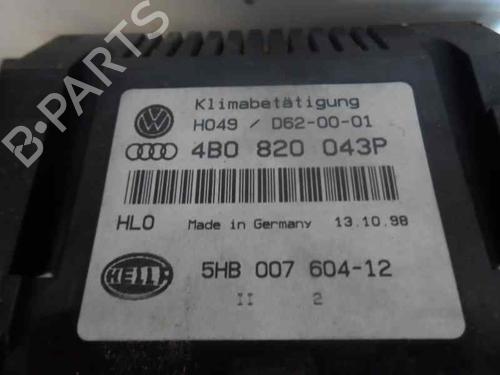 Klimabetätigung
H049 / D62-00-01
4B0 820 043P
HLO Made in Germany 13.10.98
HELLA 5HB 007 604-12
II 2